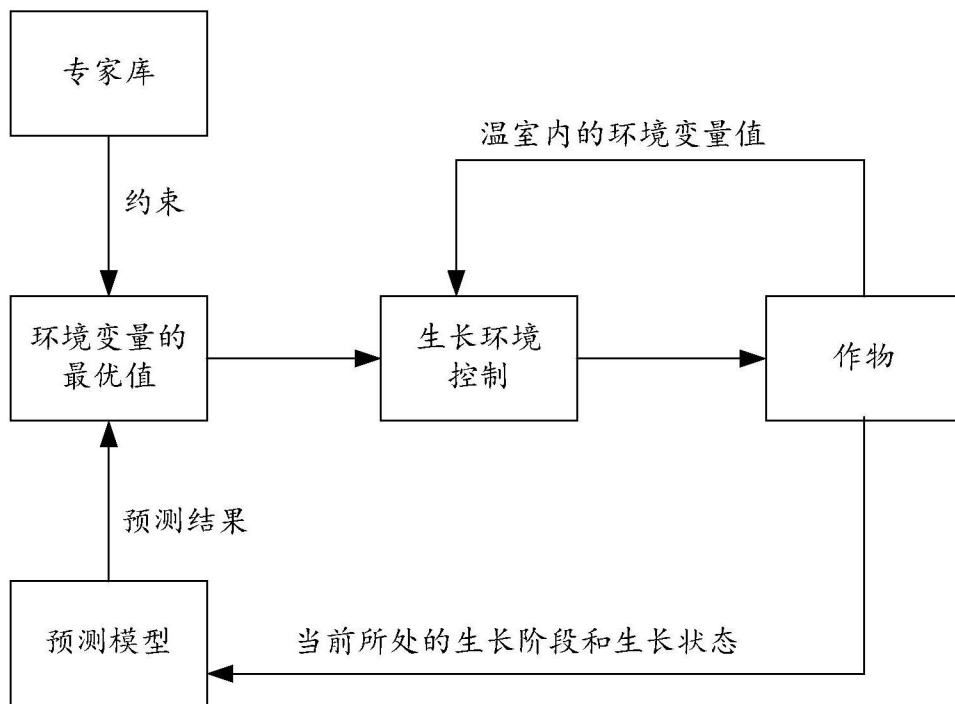 专家库
温室内的环境变量值
约束
环境变量的
最优值
生长环境
控制
作物
预测结果
预测模型
当前所处的生长阶段和生长状态